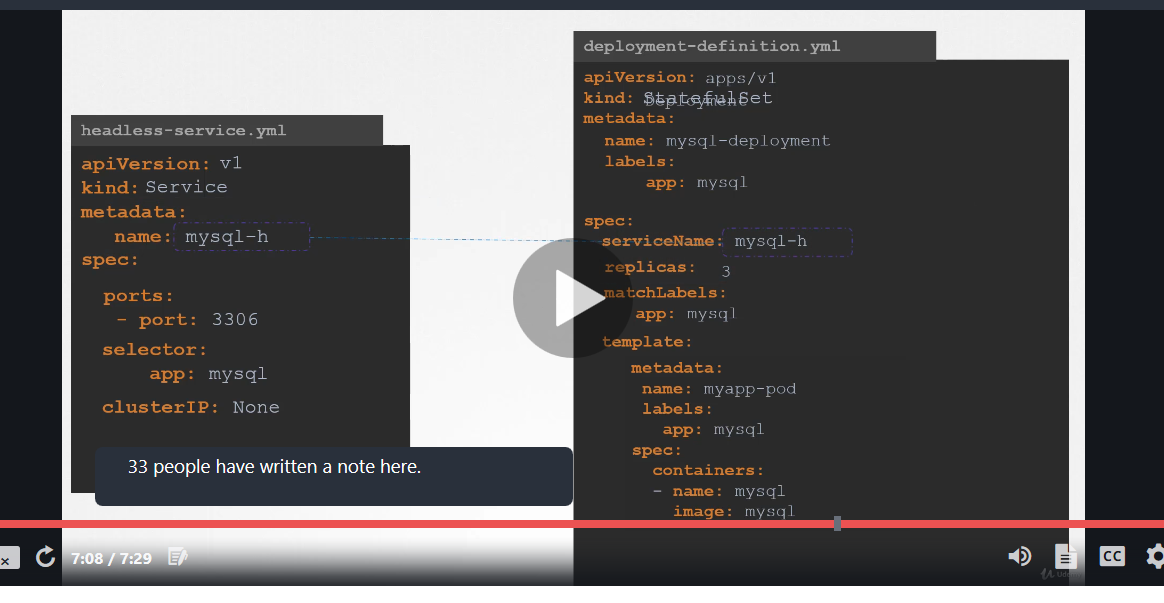 headless-service.yml
apiVersion: v1
kind: Service
metadata:
name: mysql-h
spec:
ports:
- port: 3306
selector:
app: mysql
clusterIP: None
deployment-definition.yml
apiVersion: apps/v1
kind: StatefulSet
Deployment
metadata:
name: mysql-deployment
labels:
app: mysql
spec:
serviceName: mysql-h
replicas: 3
matchLabels:
app: mysql
template:
metadata:
name: myapp-pod
labels:
app: mysql
spec:
containers:
- name: mysql
image: mysql
33 people have written a note here.
7:08 / 7:29
CC